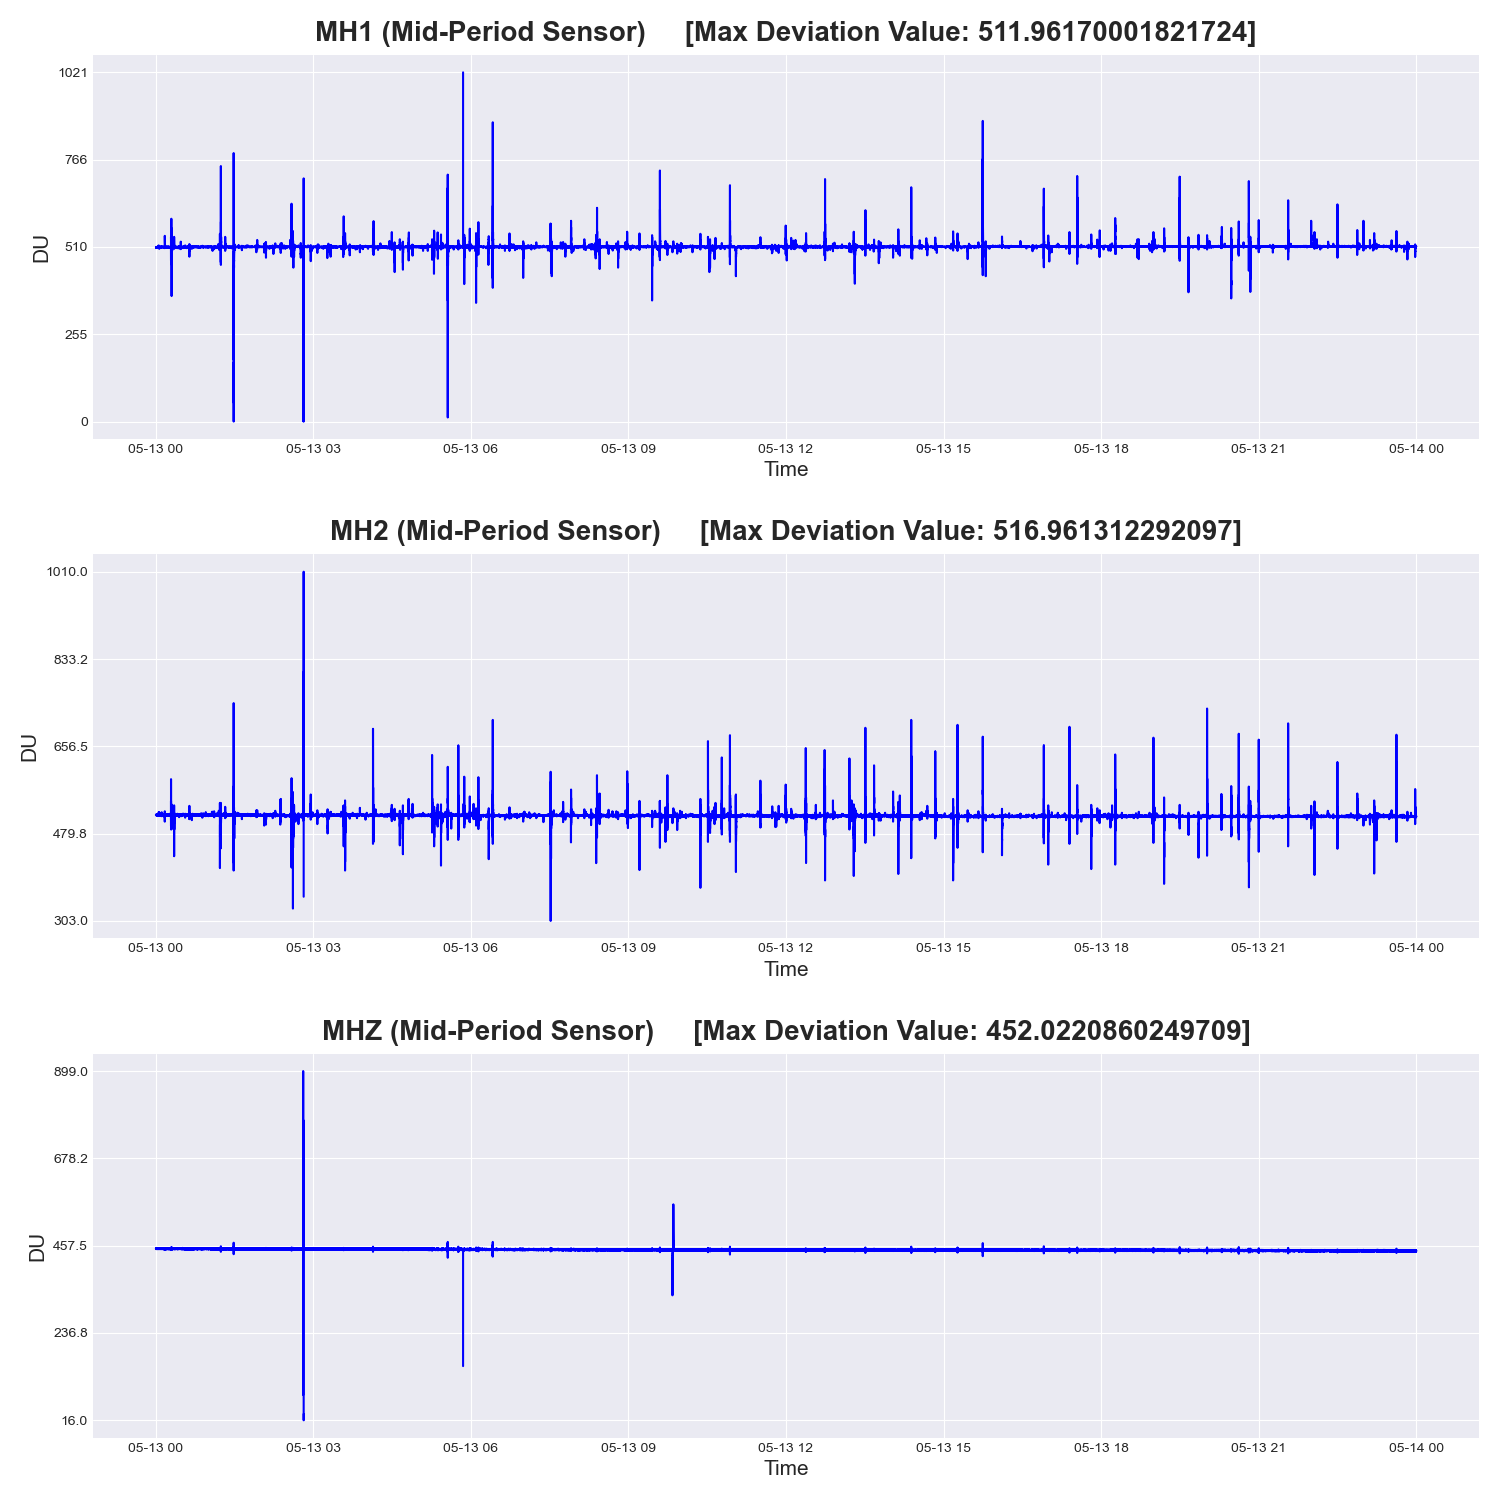 MH1 (Mid-Period Sensor) [Max Deviation Value: 511.96170001821724]
1021
766
510
255
0
DU
05-13 00 05-13 03 05-13 06 05-13 09 05-13 12 05-13 15 05-13 18 05-13 21 05-14 00
Time
MH2 (Mid-Period Sensor) [Max Deviation Value: 516.961312292097]
1010.0
833.2
656.5
479.8
303.0
DU
05-13 00 05-13 03 05-13 06 05-13 09 05-13 12 05-13 15 05-13 18 05-13 21 05-14 00
Time
MHZ (Mid-Period Sensor) [Max Deviation Value: 452.0220860249709]
899.0
678.2
457.5
236.8
16.0
DU
05-13 00 05-13 03 05-13 06 05-13 09 05-13 12 05-13 15 05-13 18 05-13 21 05-14 00
Time